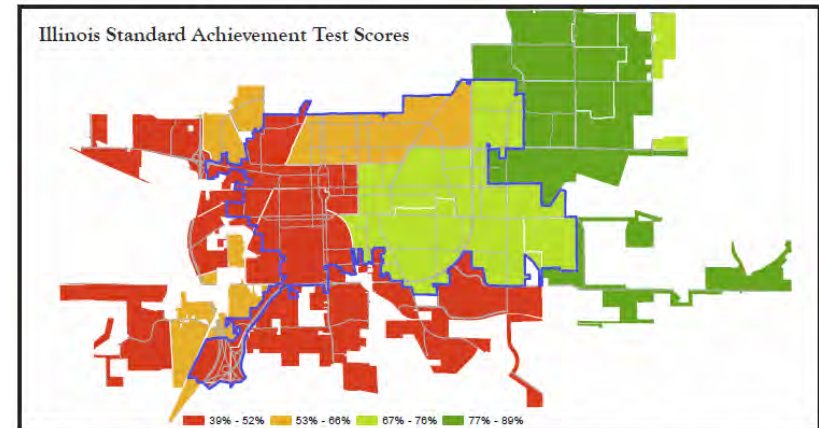 Illinois Standard Achievement Test Scores
39% - 52% 53% - 66% 67% - 76% 77% - 89%